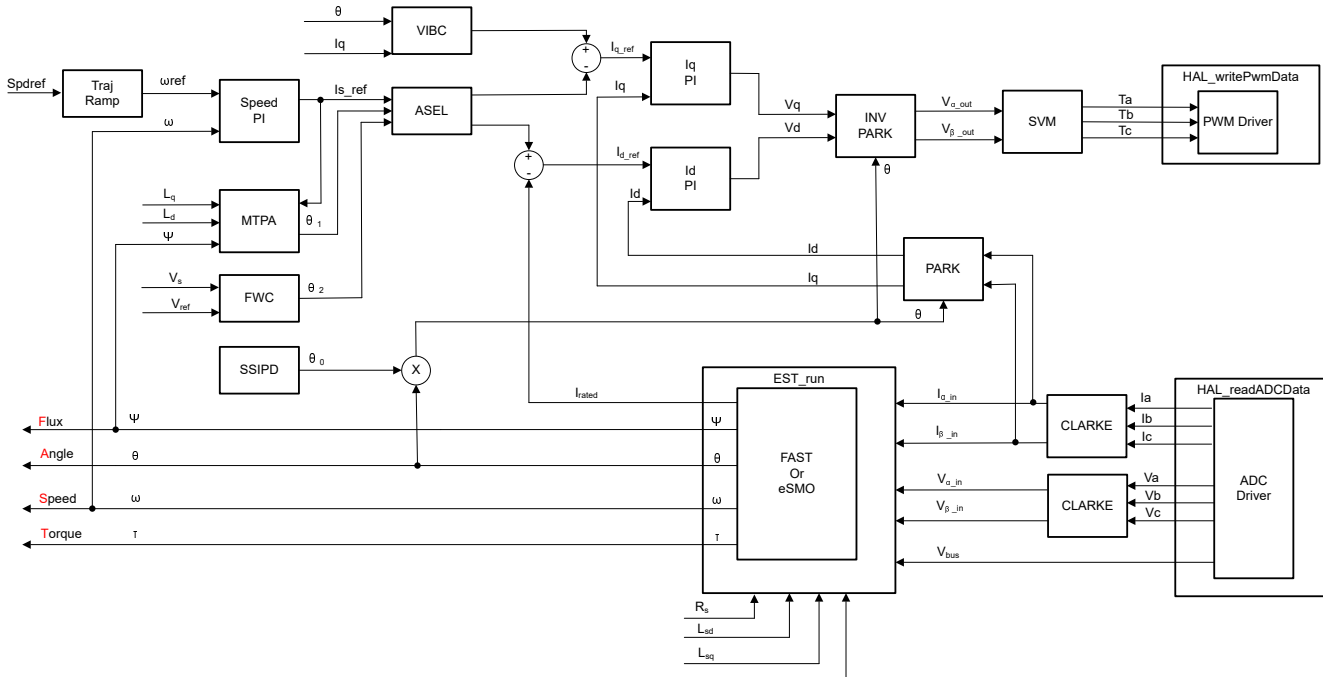 θ
Iq
VIBC
+
-
Iq_ref
Iq
Iq
PI
Spdref
Traj
Ramp
ωref
ω
Speed
PI
Is_ref
ASEL
+
-
Id_ref
Id
Id
PI
Vq
Vd
INV
PARK
θ
Vα_out
Vβ_out
SVM
Ta
Tb
Tc
HAL_writePwmData
PWM Driver
Lq
Ld
Ψ
MTPA
θ1
Vs
Vref
FWC
θ2
SSIPD
θ0
X
Id
Iq
PARK
θ
Irated
EST_run
FAST
Or
eSMO
Flux
Ψ
Ψ
Angle
θ
θ
Speed
ω
ω
Torque
τ
τ
Iα_in
Iβ_in
Vα_in
Vβ_in
Vbus
CLARKE
CLARKE
Ia
Ib
Ic
Va
Vb
Vc
HAL_readADCData
ADC
Driver
Rs
Lsd
Lsq